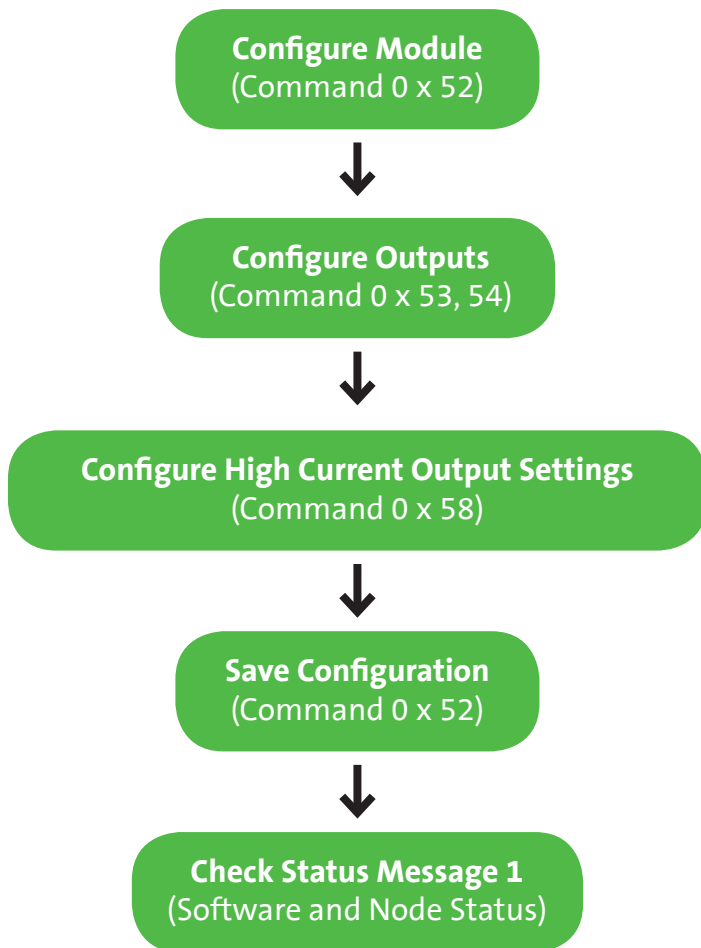 Configure Module
(Command 0 x 52)
Configure Outputs
(Command 0 x 53, 54)
Configure High Current Output Settings
(Command 0 x 58)
Save Configuration
(Command 0 x 52)
Check Status Message 1
(Software and Node Status)